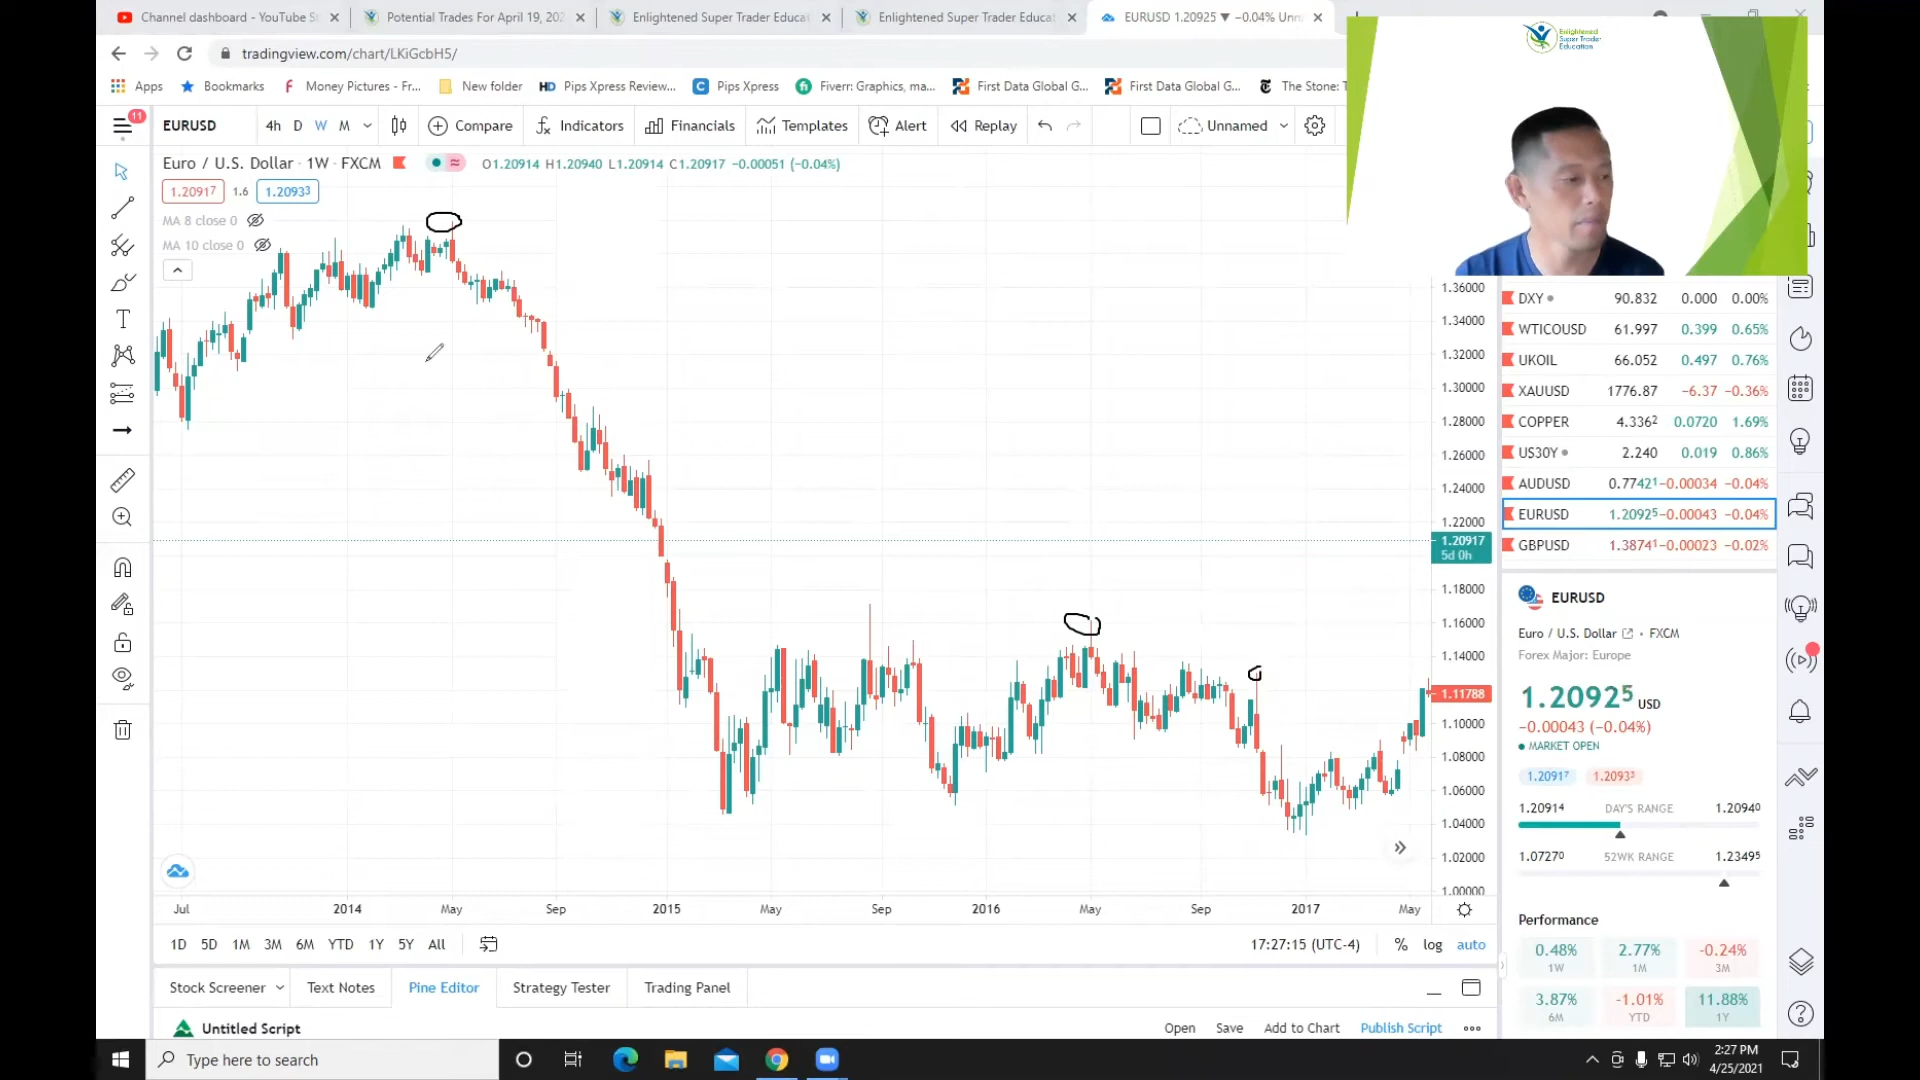 Channel dashboard - YouTube S
Potential Trades For April 19, 202
Enlightened Super Trader Educat
Enlightened Super Trader Educat
EURUSD 1.20925 ▼ −0.04% Unn
tradingview.com/chart/LKiGcbH5/
Apps
Bookmarks
Money Pictures - Fr...
New folder
HD Pips Xpress Review...
Pips Xpress
Fiverr: Graphics, ma...
First Data Global G...
First Data Global G...
The Stone: T
Enlightened
Super Trader
Education
11
EURUSD
4h D W M
Compare
Indicators
Financials
Templates
Alert
Replay
Unnamed
Euro / U.S. Dollar · 1W · FXCM
O1.20914 H1.20940 L1.20914 C1.20917 −0.00051 (−0.04%)
1.20917 1.6 1.20933
MA 8 close 0
MA 10 close 0
1.36000
1.34000
1.32000
1.30000
1.28000
1.26000
1.24000
1.22000
1.20917
5d 0h
1.18000
1.16000
1.14000
1.11788
1.10000
1.08000
1.06000
1.04000
1.02000
1.00000
Jul 2014 May Sep 2015 May Sep 2016 May Sep 2017 May
1D 5D 1M 3M 6M YTD 1Y 5Y All
17:27:15 (UTC-4) % log auto
Stock Screener
Text Notes
Pine Editor
Strategy Tester
Trading Panel
Untitled Script
Open Save Add to Chart Publish Script
DXY 90.832 0.000 0.00%
WTICOUSD 61.997 0.399 0.65%
UKOIL 66.052 0.497 0.76%
XAUUSD 1776.87 −6.37 −0.36%
COPPER 4.3362 0.0720 1.69%
US30Y 2.240 0.019 0.86%
AUDUSD 0.77421 −0.00034 −0.04%
EURUSD 1.20925 −0.00043 −0.04%
GBPUSD 1.38741 −0.00023 −0.02%
EURUSD
Euro / U.S. Dollar • FXCM
Forex Major: Europe
1.20925 USD
−0.00043 (−0.04%)
MARKET OPEN
1.20917 1.20933
1.20914 DAY'S RANGE 1.20940
1.07270 52WK RANGE 1.23495
Performance
0.48% 2.77% -0.24%
1W 1M 3M
3.87% -1.01% 11.88%
6M YTD 1Y
Type here to search
2:27 PM
4/25/2021